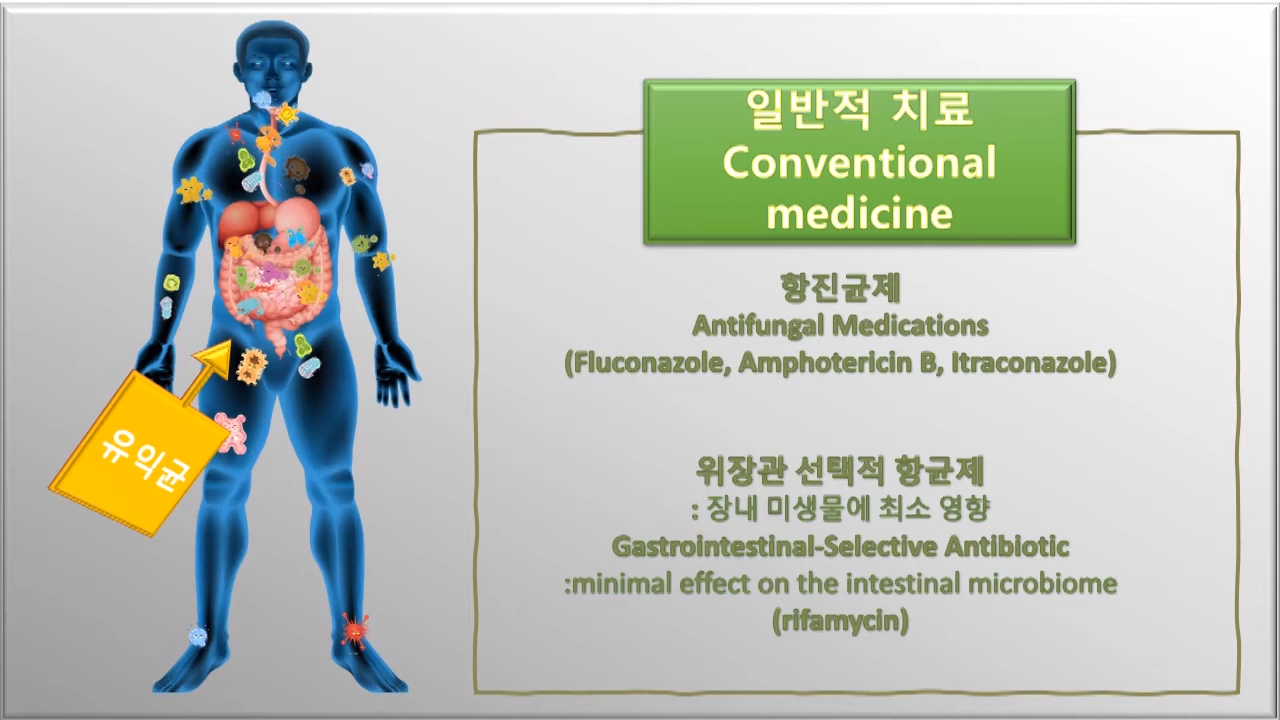 일반적 치료
Conventional
medicine
항진균제
Antifungal Medications
(Fluconazole, Amphotericin B, Itraconazole)
위장관 선택적 항균제
: 장내 미생물에 최소 영향
Gastrointestinal-Selective Antibiotic
:minimal effect on the intestinal microbiome
(rifamycin)
유익균